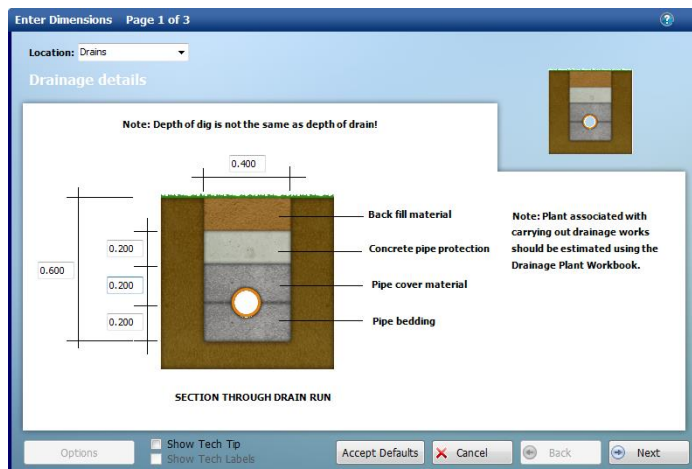 Enter Dimensions Page 1 of 3
?
Location: Drains
Drainage details
Note: Depth of dig is not the same as depth of drain!
0.400
Back fill material
Note: Plant associated with
carrying out drainage works
should be estimated using the
Drainage Plant Workbook.
0.200
Concrete pipe protection
0.600
0.200
Pipe cover material
0.200
Pipe bedding
SECTION THROUGH DRAIN RUN
Options
Show Tech Tip
Show Tech Labels
Accept Defaults
Cancel
Back
Next